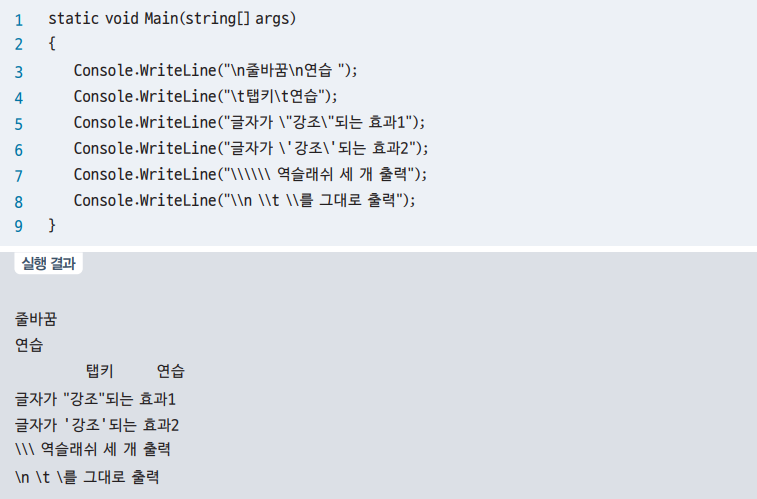 1 static void Main(string[] args)
2 {
3 Console.WriteLine("\n줄바꿈\n연습 ");
4 Console.WriteLine("\t탭키\t연습");
5 Console.WriteLine("글자가 \"강조\"되는 효과1");
6 Console.WriteLine("글자가 \'강조\'되는 효과2");
7 Console.WriteLine("\\\\\\ 역슬래쉬 세 개 출력");
8 Console.WriteLine("\\n \\t \\를 그대로 출력");
9 }
실행 결과
줄바꿈
연습
탭키 연습
글자가 "강조"되는 효과1
글자가 '강조'되는 효과2
\\\ 역슬래쉬 세 개 출력
\n \t \를 그대로 출력